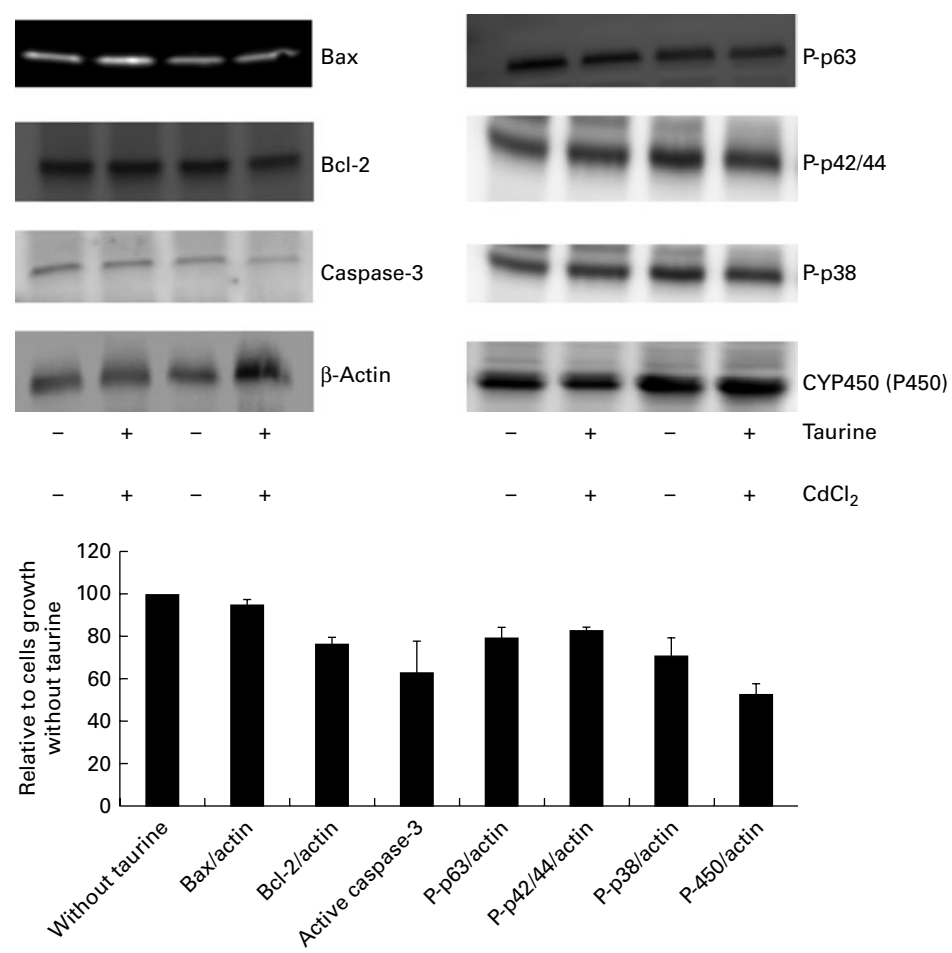 Bax
Bcl-2
Caspase-3
β-Actin
– + – +
– + – +
P-p63
P-p42/44
P-p38
CYP450 (P450)
– + – + Taurine
– + – + CdCl₂
Relative to cells growth
without taurine
120
100
80
60
40
20
0
Without taurine
Bax/actin
Bcl-2/actin
Active caspase-3
P-p63/actin
P-p42/44/actin
P-p38/actin
P-450/actin